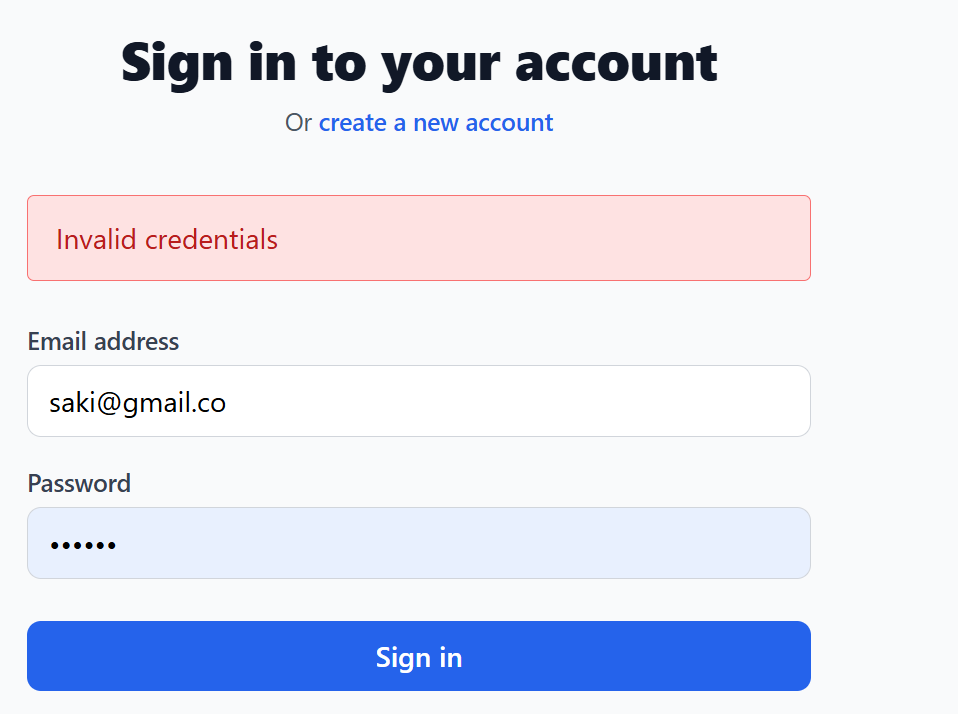 Sign in to your account
Or create a new account
Invalid credentials
Email address
saki@gmail.co
Password
••••••
Sign in